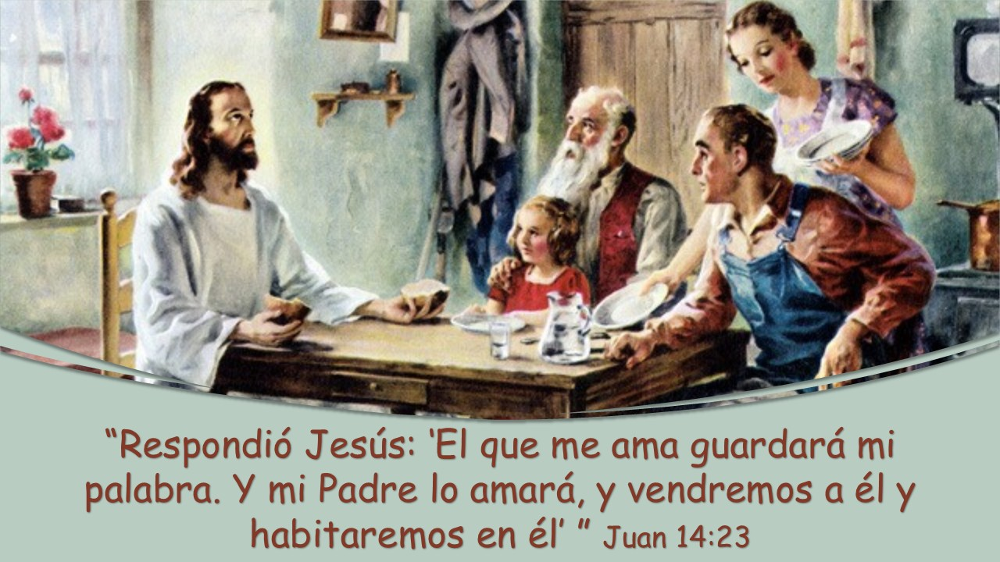 “Respondió Jesús: ‘El que me ama guardará mi
palabra. Y mi Padre lo amará, y vendremos a él y
habitaremos en él’ ” Juan 14:23